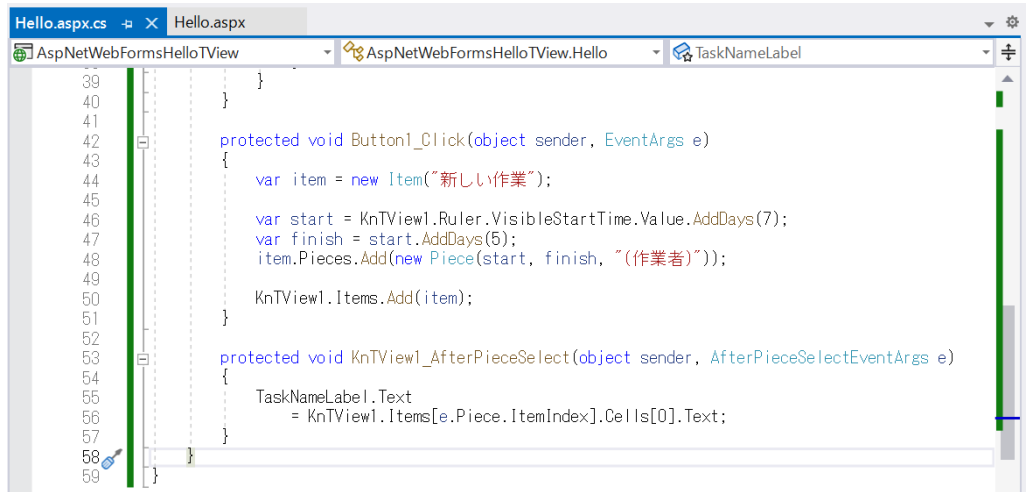 Hello.aspx.cs Hello.aspx
AspNetWebFormsHelloTView AspNetWebFormsHelloTView.Hello TaskNameLabel
39 }
40 }
41
42 protected void Button1_Click(object sender, EventArgs e)
43 {
44 var item = new Item("新しい作業");
45
46 var start = KnTView1.Ruler.VisibleStartTime.Value.AddDays(7);
47 var finish = start.AddDays(5);
48 item.Pieces.Add(new Piece(start, finish, "(作業者)"));
49
50 KnTView1.Items.Add(item);
51 }
52
53 protected void KnTView1_AfterPieceSelect(object sender, AfterPieceSelectEventArgs e)
54 {
55 TaskNameLabel.Text
56 = KnTView1.Items[e.Piece.ItemIndex].Cells[0].Text;
57 }
58 }
59 }